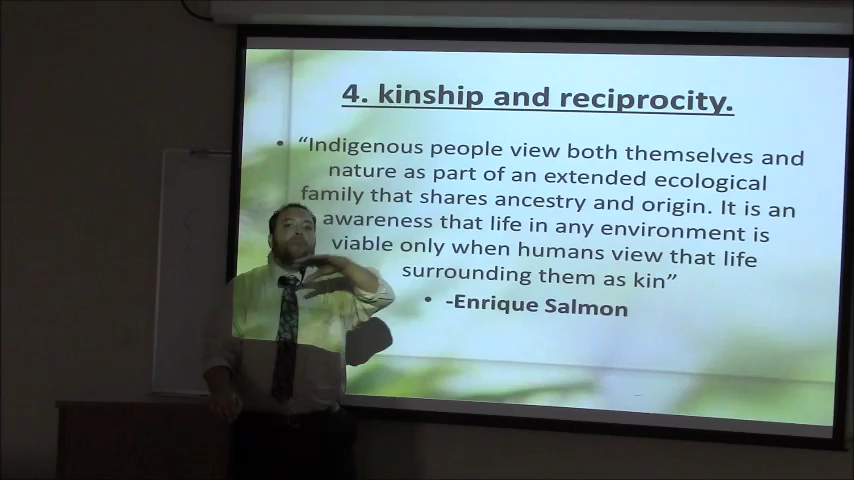 4. kinship and reciprocity.
• “Indigenous people view both themselves and
nature as part of an extended ecological
family that shares ancestry and origin. It is an
awareness that life in any environment is
viable only when humans view that life
surrounding them as kin”
• -Enrique Salmon